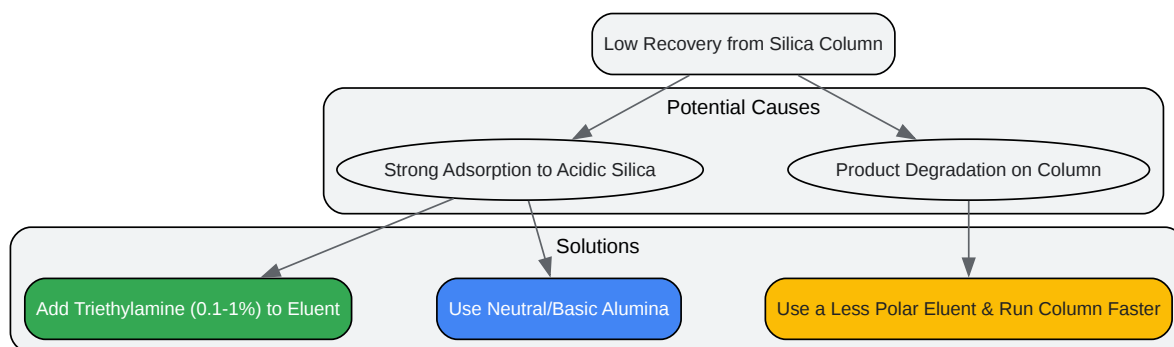 Low Recovery from Silica Column
Potential Causes
Strong Adsorption to Acidic Silica
Product Degradation on Column
Solutions
Add Triethylamine (0.1-1%) to Eluent
Use Neutral/Basic Alumina
Use a Less Polar Eluent & Run Column Faster